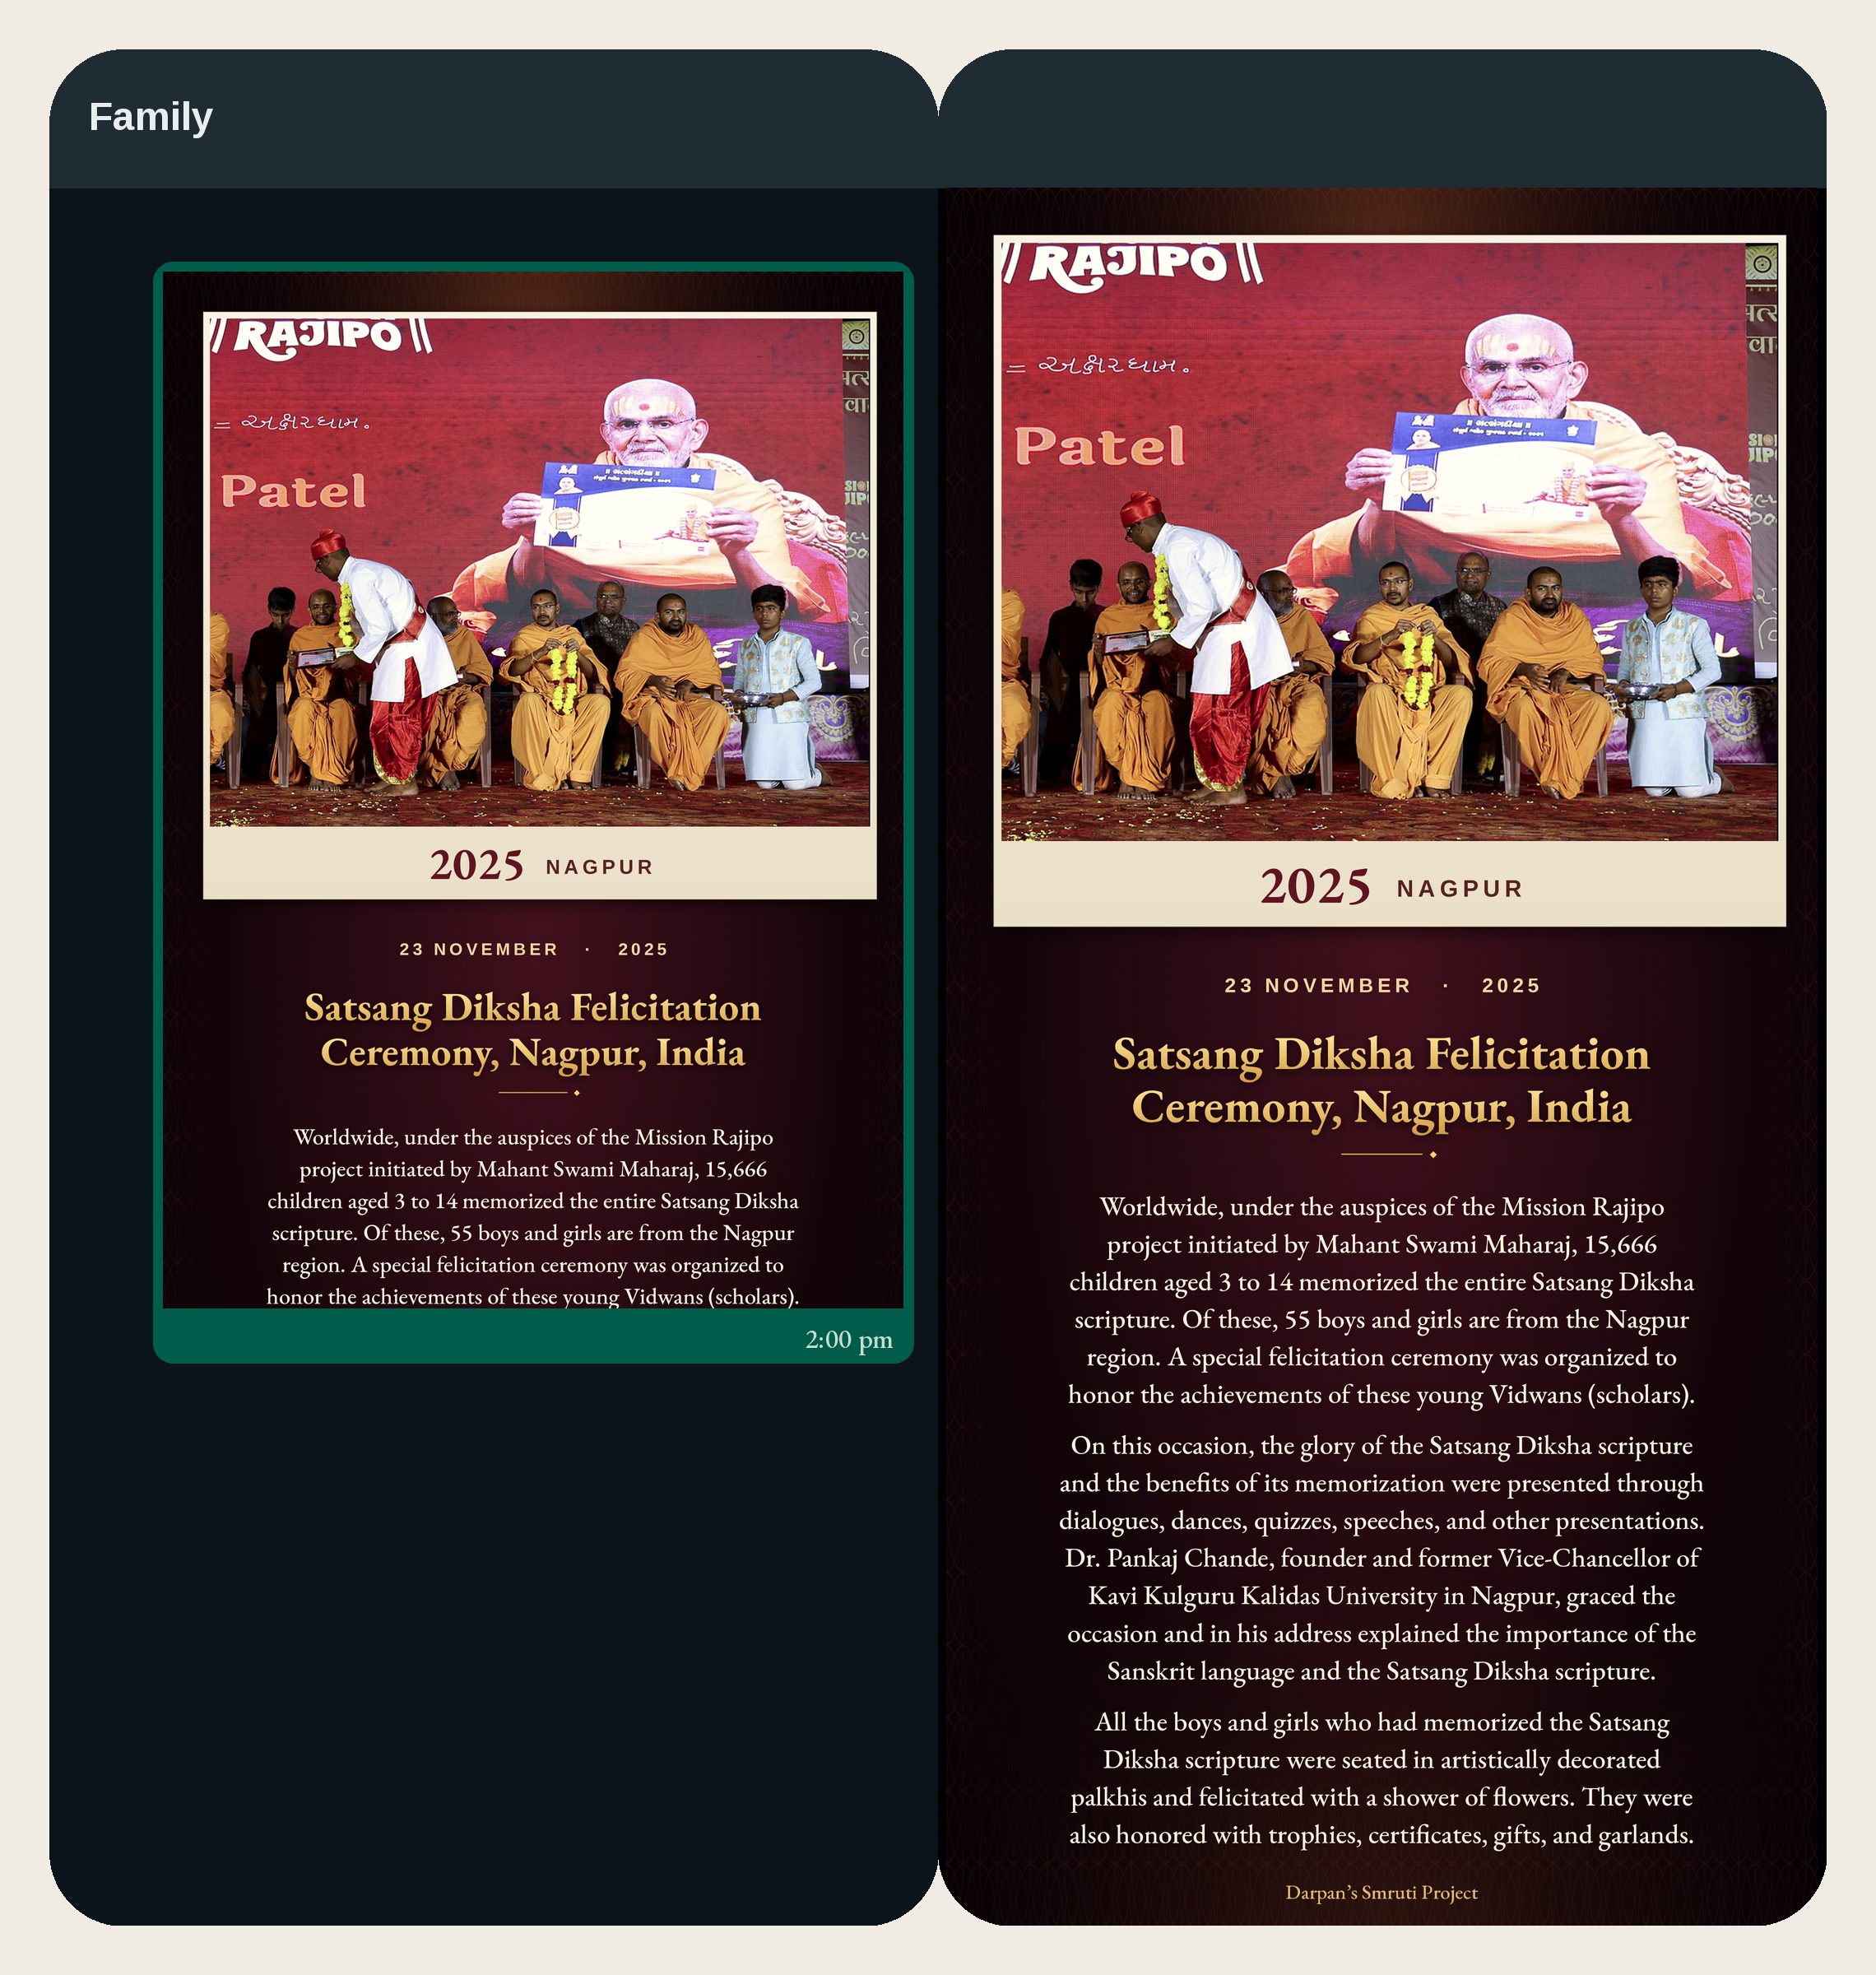 Family
RAJIPO
= અક્ષરધામ.
Patel
2025 NAGPUR
23 NOVEMBER · 2025
Satsang Diksha Felicitation
Ceremony, Nagpur, India
Worldwide, under the auspices of the Mission Rajipo
project initiated by Mahant Swami Maharaj, 15,666
children aged 3 to 14 memorized the entire Satsang Diksha
scripture. Of these, 55 boys and girls are from the Nagpur
region. A special felicitation ceremony was organized to
honor the achievements of these young Vidwans (scholars).
2:00 pm
RAJIPO
= અક્ષરધામ.
Patel
2025 NAGPUR
23 NOVEMBER · 2025
Satsang Diksha Felicitation
Ceremony, Nagpur, India
Worldwide, under the auspices of the Mission Rajipo
project initiated by Mahant Swami Maharaj, 15,666
children aged 3 to 14 memorized the entire Satsang Diksha
scripture. Of these, 55 boys and girls are from the Nagpur
region. A special felicitation ceremony was organized to
honor the achievements of these young Vidwans (scholars).
On this occasion, the glory of the Satsang Diksha scripture
and the benefits of its memorization were presented through
dialogues, dances, quizzes, speeches, and other presentations.
Dr. Pankaj Chande, founder and former Vice-Chancellor of
Kavi Kulguru Kalidas University in Nagpur, graced the
occasion and in his address explained the importance of the
Sanskrit language and the Satsang Diksha scripture.
All the boys and girls who had memorized the Satsang
Diksha scripture were seated in artistically decorated
palkhis and felicitated with a shower of flowers. They were
also honored with trophies, certificates, gifts, and garlands.
Darpan’s Smruti Project